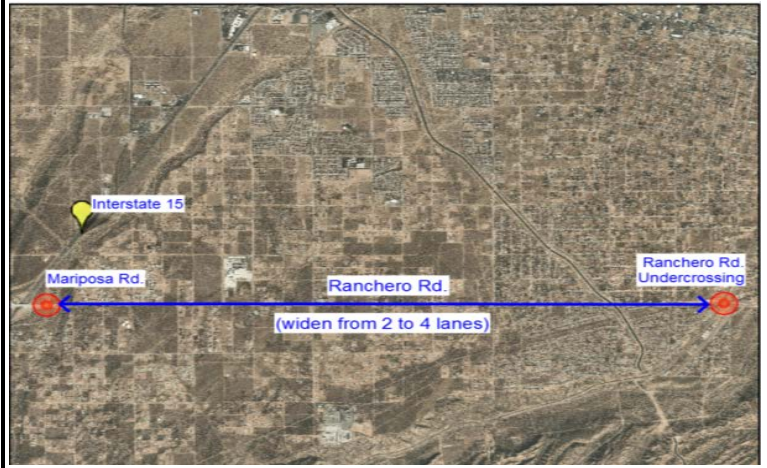 Interstate 15
Mariposa Rd.
Ranchero Rd.
Ranchero Rd.
Undercrossing
(widen from 2 to 4 lanes)